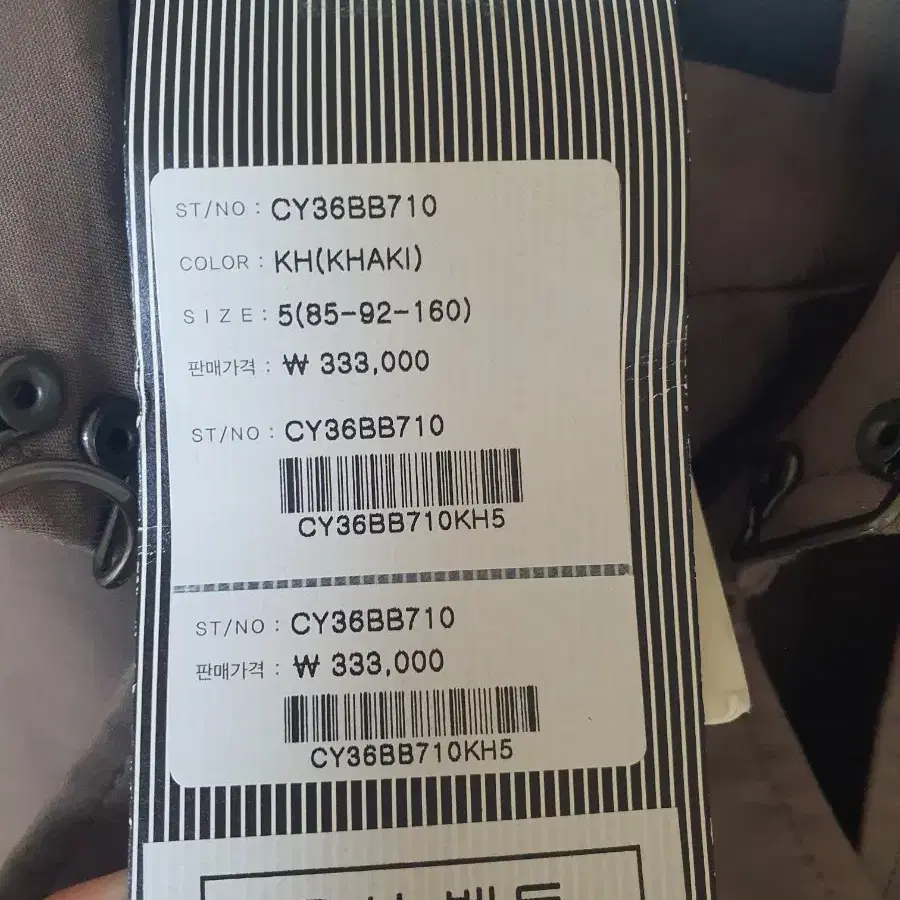 ST/NO : CY36BB710
COLOR : KH(KHAKI)
SIZE : 5(85-92-160)
판매가격 : ₩ 333,000
ST/NO : CY36BB710
CY36BB710KH5
ST/NO : CY36BB710
판매가격 : ₩ 333,000
CY36BB710KH5